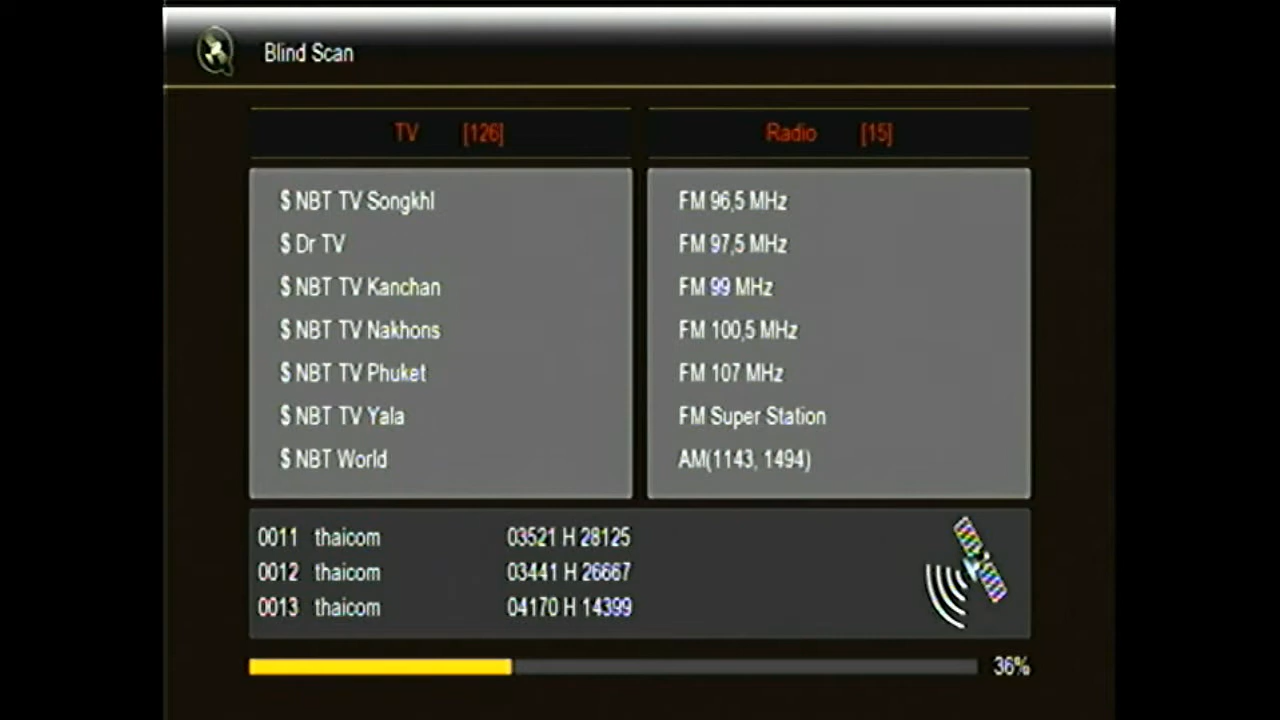 Blind Scan
TV [126]
Radio [15]
$ NBT TV Songkhl
$ Dr TV
$ NBT TV Kanchan
$ NBT TV Nakhons
$ NBT TV Phuket
$ NBT TV Yala
$ NBT World
FM 96,5 MHz
FM 97,5 MHz
FM 99 MHz
FM 100,5 MHz
FM 107 MHz
FM Super Station
AM(1143, 1494)
0011 thaicom 03521 H 28125
0012 thaicom 03441 H 26667
0013 thaicom 04170 H 14399
36%